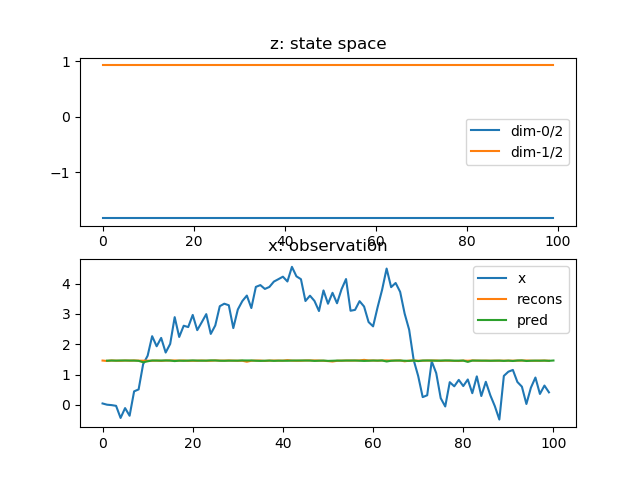 z: state space
1
0
−1
dim-0/2
dim-1/2
0 20 40 60 80 100
x: observation
4
3
2
1
0
x
recons
pred
0 20 40 60 80 100